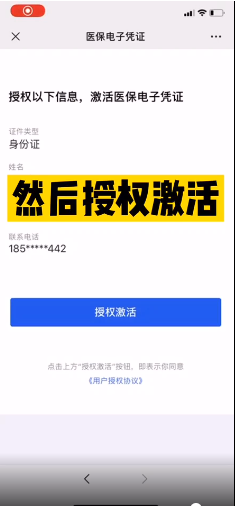 医保电子凭证
授权以下信息，激活医保电子凭证
证件类型
身份证
姓名
然后授权激活
联系电话
185*****442
授权激活
点击上方"授权激活"按钮，即表示你同意
《用户授权协议》